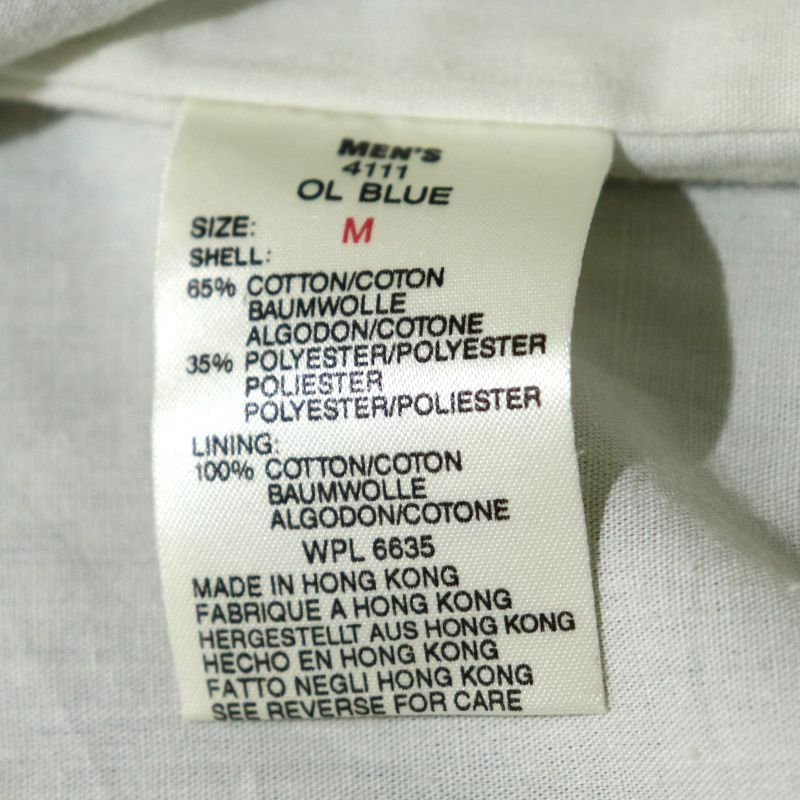 MEN'S
4111
OL BLUE
SIZE: M
SHELL:
65% COTTON/COTON
BAUMWOLLE
ALGODON/COTONE
35% POLYESTER/POLYESTER
POLIESTER
POLYESTER/POLIESTER
LINING:
100% COTTON/COTON
BAUMWOLLE
ALGODON/COTONE
WPL 6635
MADE IN HONG KONG
FABRIQUE A HONG KONG
HERGESTELLT AUS HONG KONG
HECHO EN HONG KONG
FATTO NEGLI HONG KONG
SEE REVERSE FOR CARE